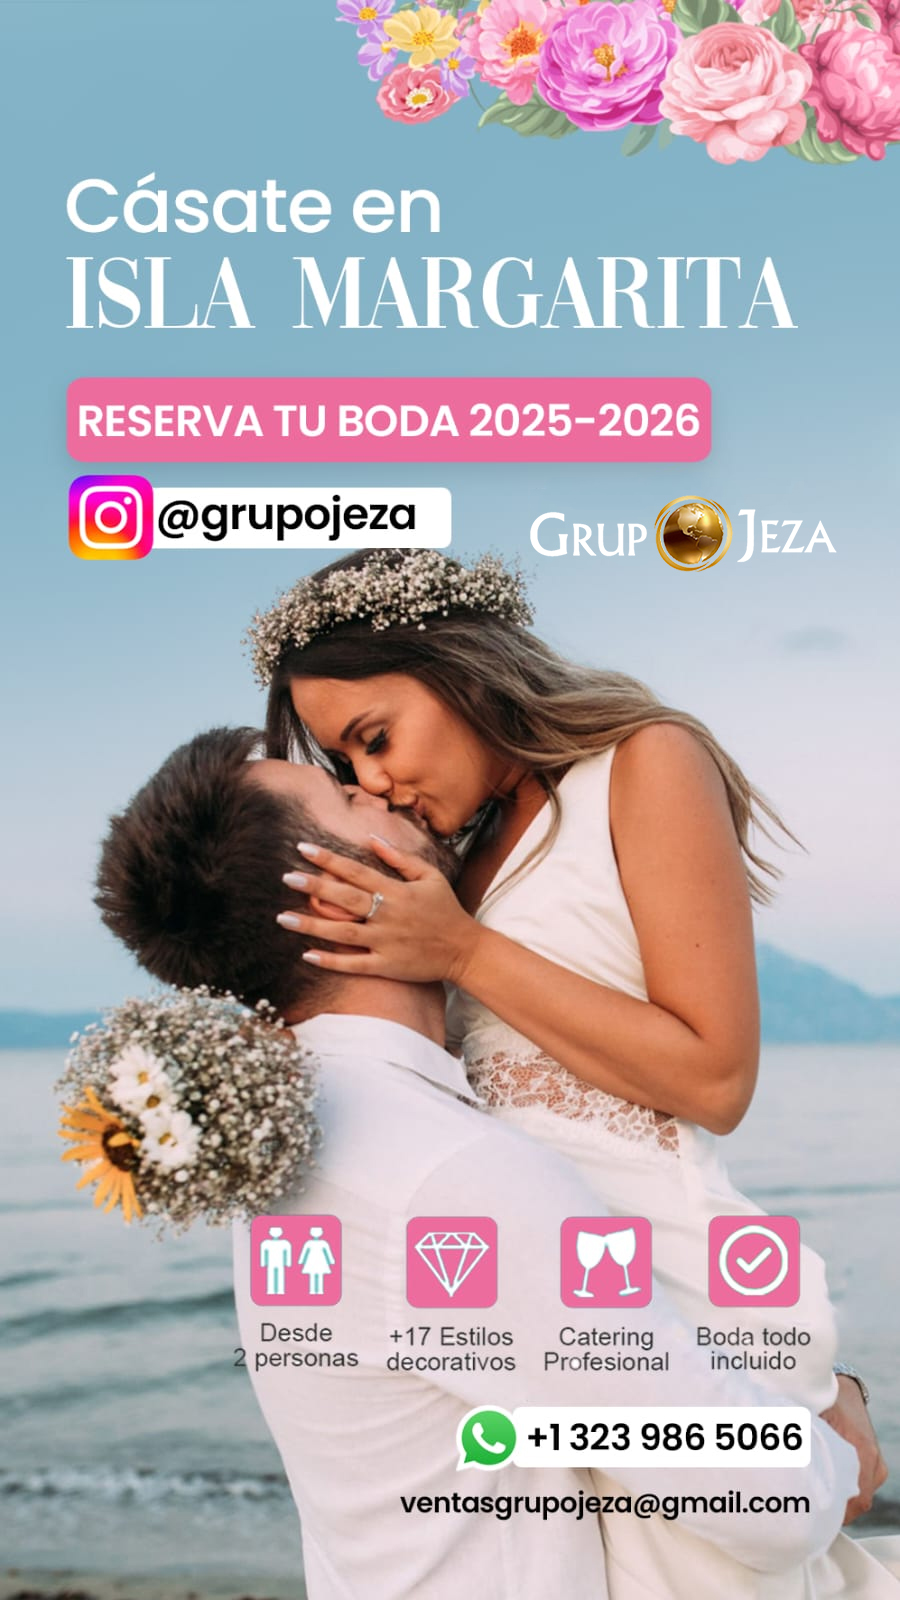 Cásate en
ISLA MARGARITA
RESERVA TU BODA 2025-2026
@grupojeza
GRUPO JEZA
Desde
2 personas
+17 Estilos
decorativos
Catering
Profesional
Boda todo
incluido
+1 323 986 5066
ventasgrupojeza@gmail.com